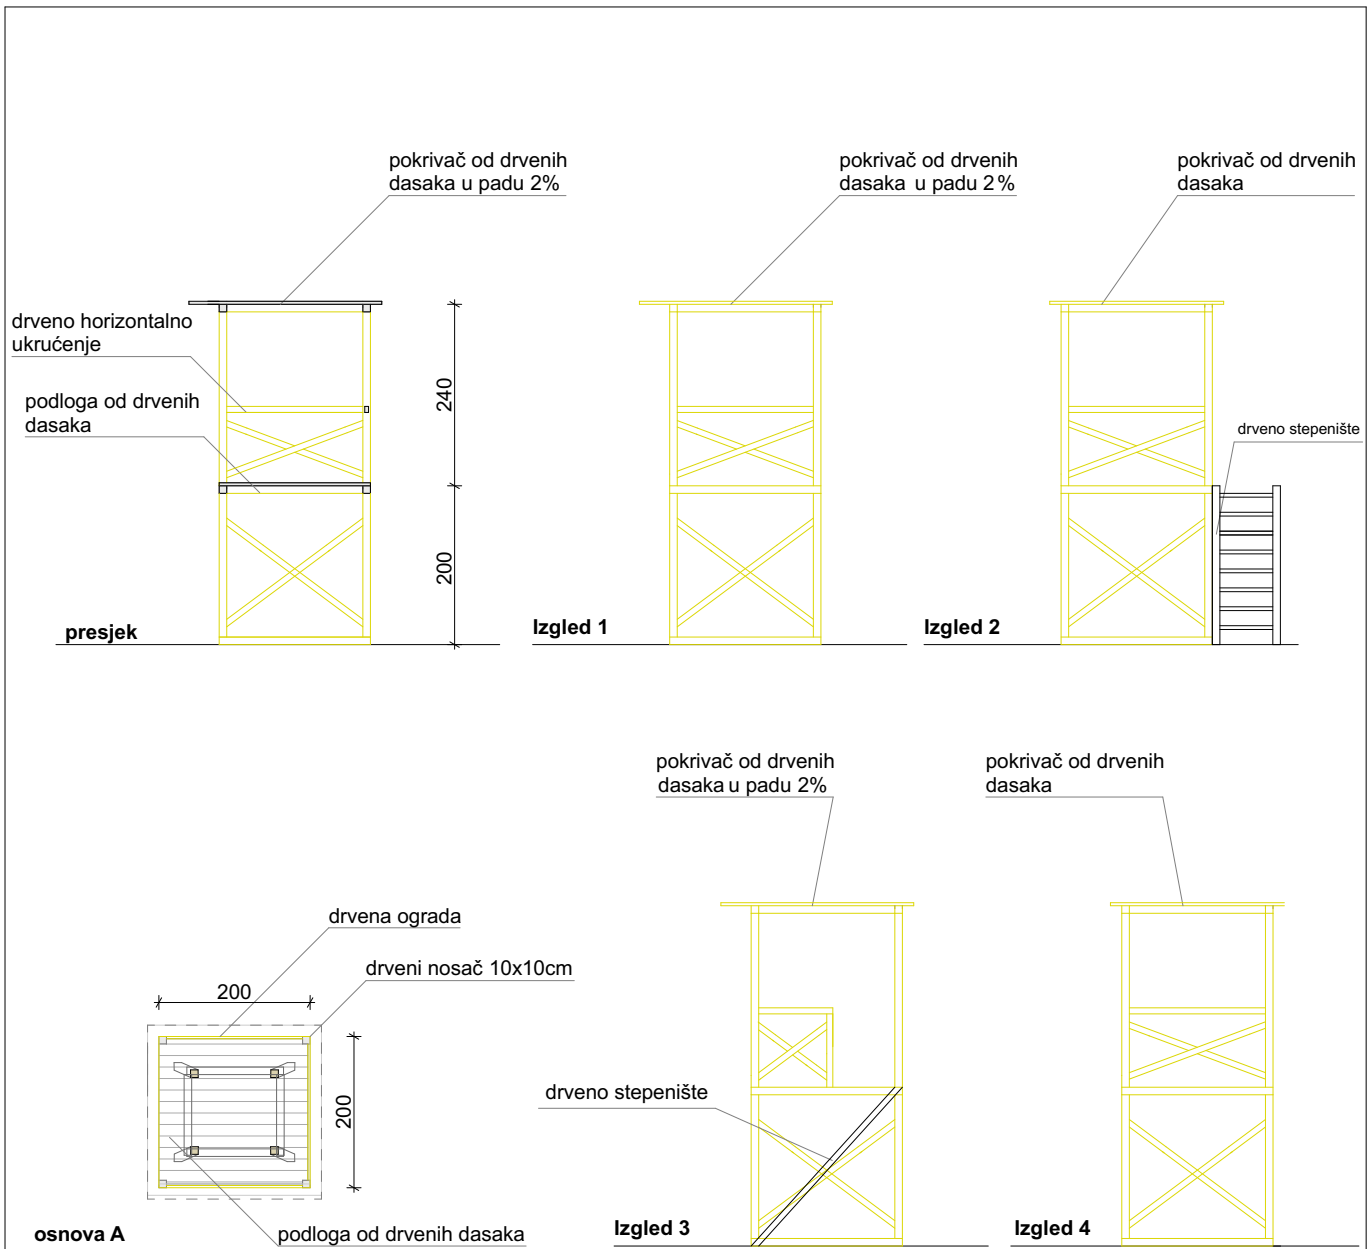 pokrivač od drvenih
dasaka u padu 2%
pokrivač od drvenih
dasaka u padu 2%
pokrivač od drvenih
dasaka
drveno horizontalno
ukrućenje
podloga od drvenih
dasaka
240
200
drveno stepenište
presjek
Izgled 1
Izgled 2
pokrivač od drvenih
dasaka u padu 2%
pokrivač od drvenih
dasaka
drvena ograda
drveni nosač 10x10cm
200
200
drveno stepenište
podloga od drvenih dasaka
osnova A
Izgled 3
Izgled 4